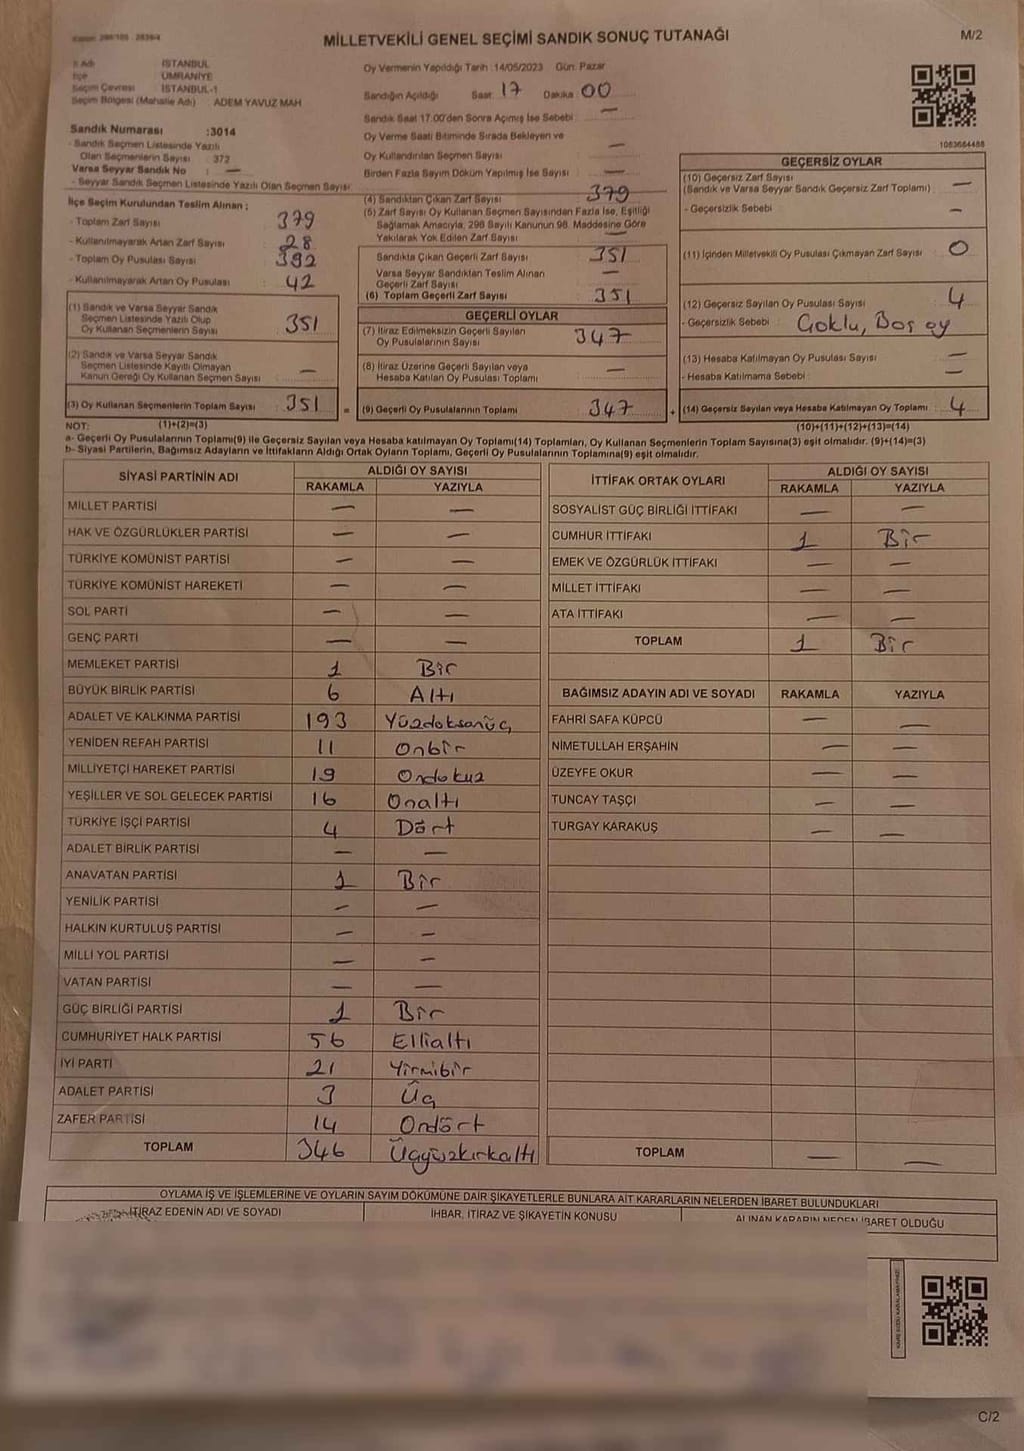 MİLLETVEKİLİ GENEL SEÇİMİ SANDIK SONUÇ TUTANAĞI
M/2
İl Adı İSTANBUL
İlçe ÜMRANİYE
Seçim Çevresi İSTANBUL-1
Seçim Bölgesi (Mahalle Adı) : ADEM YAVUZ MAH
Sandık Numarası :3014
- Sandık Seçmen Listesinde Yazılı
Olan Seçmenlerin Sayısı : 372
Varsa Seyyar Sandık No : —
- Seyyar Sandık Seçmen Listesinde Yazılı Olan Seçmen Sayısı:
İlçe Seçim Kurulundan Teslim Alınan :
- Toplam Zarf Sayısı : 379
- Kullanılmayarak Artan Zarf Sayısı : 28
- Toplam Oy Pusulası Sayısı : 392
- Kullanılmayarak Artan Oy Pusulası : 42
(1) Sandık ve Varsa Seyyar Sandık
Seçmen Listesinde Yazılı Olup
Oy Kullanan Seçmenlerin Sayısı : 351
(2) Sandık ve Varsa Seyyar Sandık
Seçmen Listesinde Kayıtlı Olmayan
Kanun Gereği Oy Kullanan Seçmen Sayısı : —
(3) Oy Kullanan Seçmenlerin Toplam Sayısı : 351 =
(1)+(2)=(3)
Oy Vermenin Yapıldığı Tarih :14/05/2023 Gün: Pazar
Sandığın Açıldığı Saat: 17 Dakika: 00
Sandık Saat 17.00'den Sonra Açılmış İse Sebebi : —
Oy Verme Saati Bitiminde Sırada Bekleyen ve
Oy Kullandırılan Seçmen Sayısı : —
Birden Fazla Sayım Döküm Yapılmış İse Sayısı : —
(4) Sandıktan Çıkan Zarf Sayısı : 379
(5) Zarf Sayısı Oy Kullanan Seçmen Sayısından Fazla İse, Eşitliği
Sağlamak Amacıyla, 298 Sayılı Kanunun 98. Maddesine Göre
Yakılarak Yok Edilen Zarf Sayısı : —
Sandıkta Çıkan Geçerli Zarf Sayısı : 351
Varsa Seyyar Sandıktan Teslim Alınan
Geçerli Zarf Sayısı : —
(6) Toplam Geçerli Zarf Sayısı : 351
GEÇERLİ OYLAR
(7) İtiraz Edilmeksizin Geçerli Sayılan
Oy Pusulalarının Sayısı : 347
(8) İtiraz Üzerine Geçerli Sayılan veya
Hesaba Katılan Oy Pusulası Toplamı : —
(9) Geçerli Oy Pusulalarının Toplamı : 347 +
1083684488
GEÇERSİZ OYLAR
(10) Geçersiz Zarf Sayısı
(Sandık ve Varsa Seyyar Sandık Geçersiz Zarf Toplamı) : —
- Geçersizlik Sebebi : —
(11) İçinden Milletvekili Oy Pusulası Çıkmayan Zarf Sayısı : 0
(12) Geçersiz Sayılan Oy Pusulası Sayısı : 4
- Geçersizlik Sebebi : Çoklu, Boş oy
(13) Hesaba Katılmayan Oy Pusulası Sayısı : —
- Hesaba Katılmama Sebebi : —
(14) Geçersiz Sayılan veya Hesaba Katılmayan Oy Toplamı : 4
(10)+(11)+(12)+(13)=(14)
NOT:
a- Geçerli Oy Pusulalarının Toplamı(9) ile Geçersiz Sayılan veya Hesaba katılmayan Oy Toplamı(14) Toplamları, Oy Kullanan Seçmenlerin Toplam Sayısına(3) eşit olmalıdır. (9)+(14)=(3)
b- Siyasi Partilerin, Bağımsız Adayların ve İttifakların Aldığı Ortak Oyların Toplamı, Geçerli Oy Pusulalarının Toplamına(9) eşit olmalıdır.
SİYASİ PARTİNİN ADI ALDIĞI OY SAYISI
RAKAMLA YAZIYLA
MİLLET PARTİSİ — —
HAK VE ÖZGÜRLÜKLER PARTİSİ — —
TÜRKİYE KOMÜNİST PARTİSİ — —
TÜRKİYE KOMÜNİST HAREKETİ — —
SOL PARTİ — —
GENÇ PARTİ — —
MEMLEKET PARTİSİ 1 Bir
BÜYÜK BİRLİK PARTİSİ 6 Altı
ADALET VE KALKINMA PARTİSİ 193 Yüzdoksanüç
YENİDEN REFAH PARTİSİ 11 Onbir
MİLLİYETÇİ HAREKET PARTİSİ 19 Ondokuz
YEŞİLLER VE SOL GELECEK PARTİSİ 16 Onaltı
TÜRKİYE İŞÇİ PARTİSİ 4 Dört
ADALET BİRLİK PARTİSİ — —
ANAVATAN PARTİSİ 1 Bir
YENİLİK PARTİSİ — —
HALKIN KURTULUŞ PARTİSİ — —
MİLLİ YOL PARTİSİ — —
VATAN PARTİSİ — —
GÜÇ BİRLİĞİ PARTİSİ 1 Bir
CUMHURİYET HALK PARTİSİ 56 Ellialtı
İYİ PARTİ 21 Yirmibir
ADALET PARTİSİ 3 Üç
ZAFER PARTİSİ 14 Ondört
TOPLAM 346 Üçyüzkırkaltı
İTTİFAK ORTAK OYLARI ALDIĞI OY SAYISI
RAKAMLA YAZIYLA
SOSYALİST GÜÇ BİRLİĞİ İTTİFAKI — —
CUMHUR İTTİFAKI 1 Bir
EMEK VE ÖZGÜRLÜK İTTİFAKI — —
MİLLET İTTİFAKI — —
ATA İTTİFAKI — —
TOPLAM 1 Bir
BAĞIMSIZ ADAYIN ADI VE SOYADI RAKAMLA YAZIYLA
FAHRİ SAFA KÜPCÜ — —
NİMETULLAH ERŞAHİN — —
ÜZEYFE OKUR — —
TUNCAY TAŞÇI — —
TURGAY KARAKUŞ — —
TOPLAM — —
OYLAMA İŞ VE İŞLEMLERİNE VE OYLARIN SAYIM DÖKÜMÜNE DAİR ŞİKAYETLERLE BUNLARA AİT KARARLARIN NELERDEN İBARET BULUNDUKLARI
İTİRAZ EDENİN ADI VE SOYADI İHBAR, İTİRAZ VE ŞİKAYETİN KONUSU ALINAN KARARIN NEDEN İBARET OLDUĞU
C/2